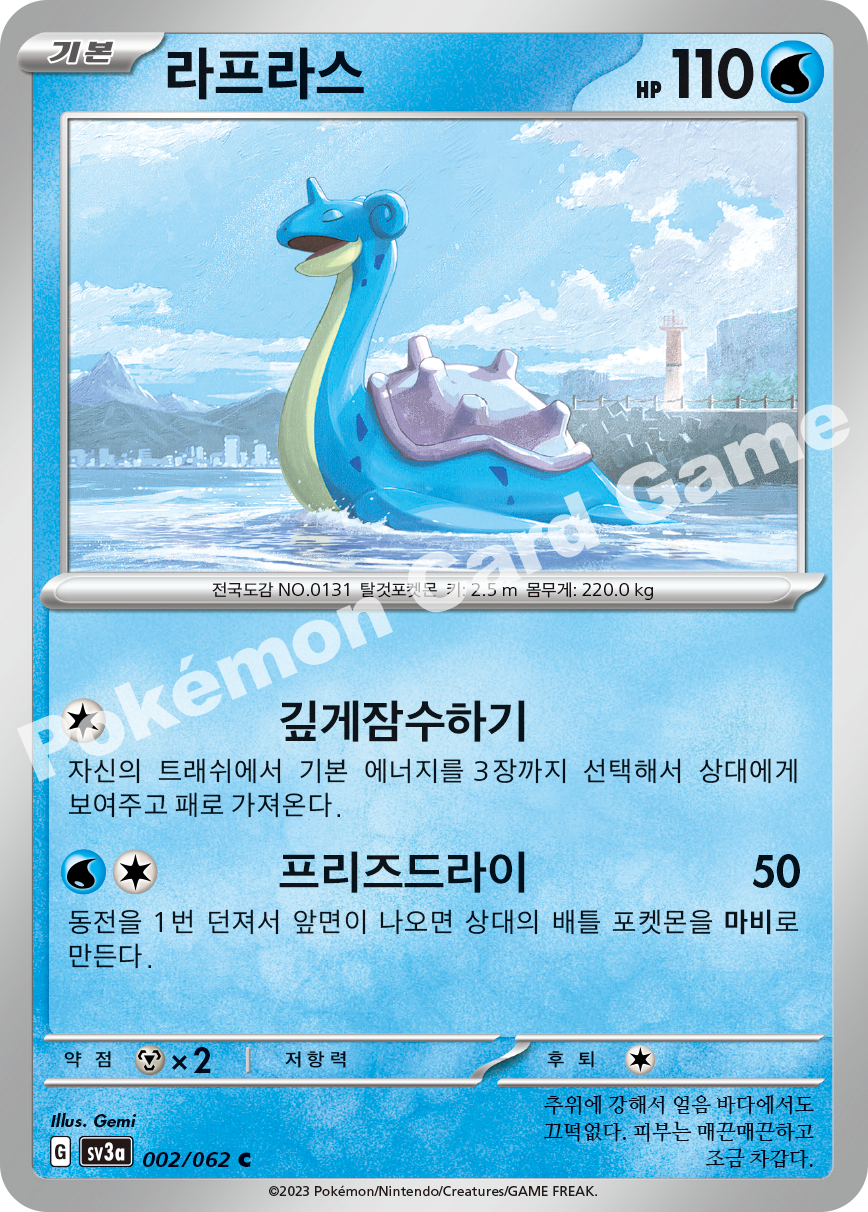 기본 라프라스 HP 110
전국도감 NO.0131 탈것포켓몬 키: 2.5 m 몸무게: 220.0 kg
Pokémon Card Game
깊게잠수하기
자신의 트래쉬에서 기본 에너지를 3장까지 선택해서 상대에게
보여주고 패로 가져온다.
프리즈드라이 50
동전을 1번 던져서 앞면이 나오면 상대의 배틀 포켓몬을 마비로
만든다.
약점 ×2 저항력 후퇴
Illus. Gemi
G sv3a 002/062 C
추위에 강해서 얼음 바다에서도
끄떡없다. 피부는 매끈매끈하고
조금 차갑다.
©2023 Pokémon/Nintendo/Creatures/GAME FREAK.